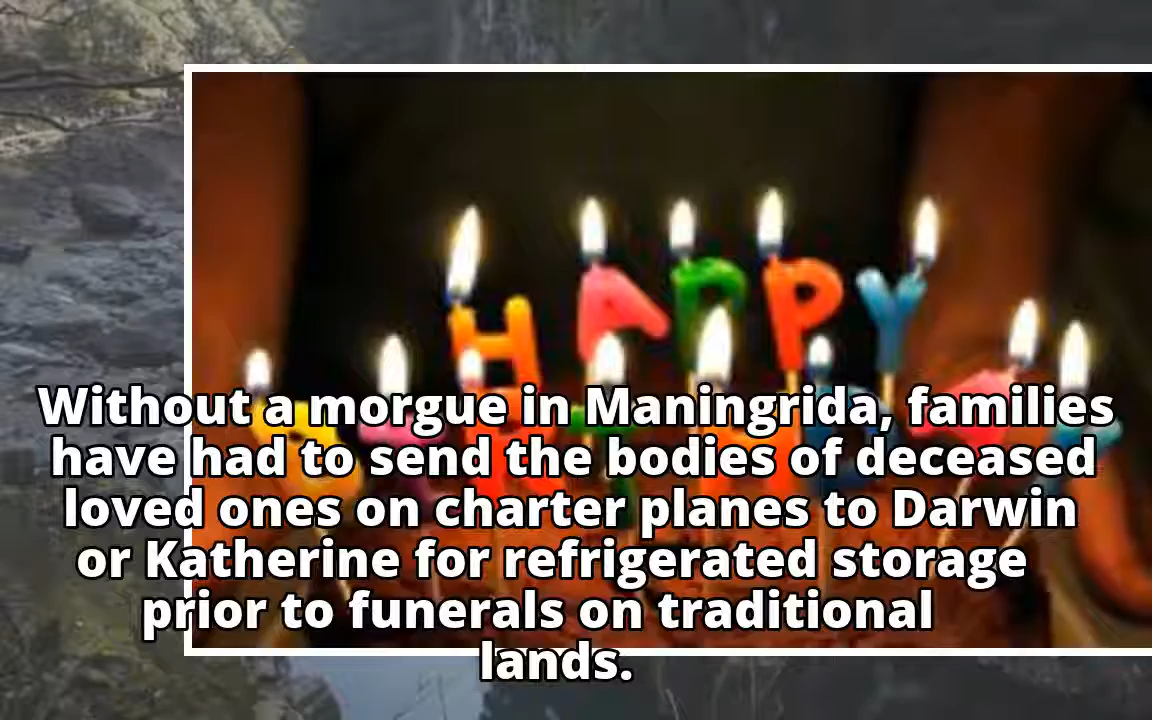 HAPPY
Without a morgue in Maningrida, families
have had to send the bodies of deceased
loved ones on charter planes to Darwin
or Katherine for refrigerated storage
prior to funerals on traditional
lands.